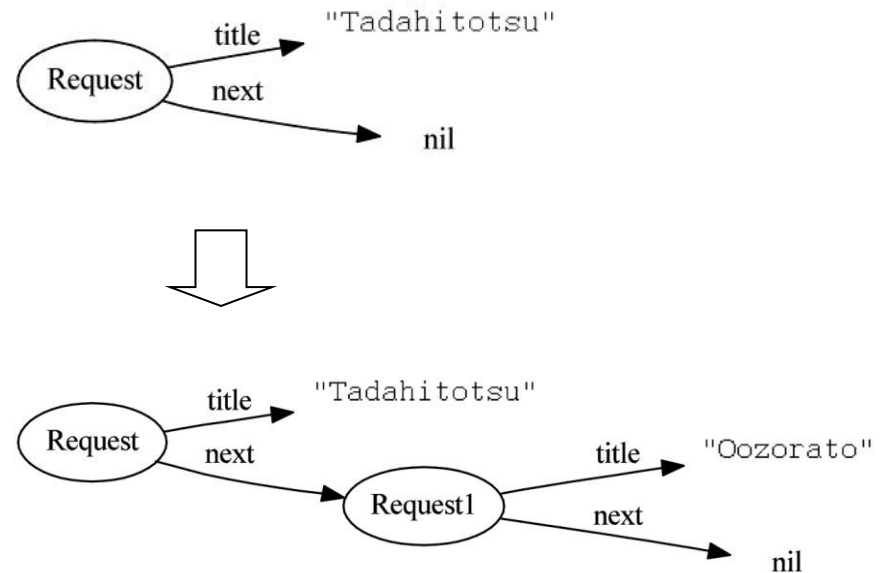 title
"Tadahitotsu"
Request
next
nil
title
"Tadahitotsu"
Request
next
title
"Oozorato"
Request1
next
nil